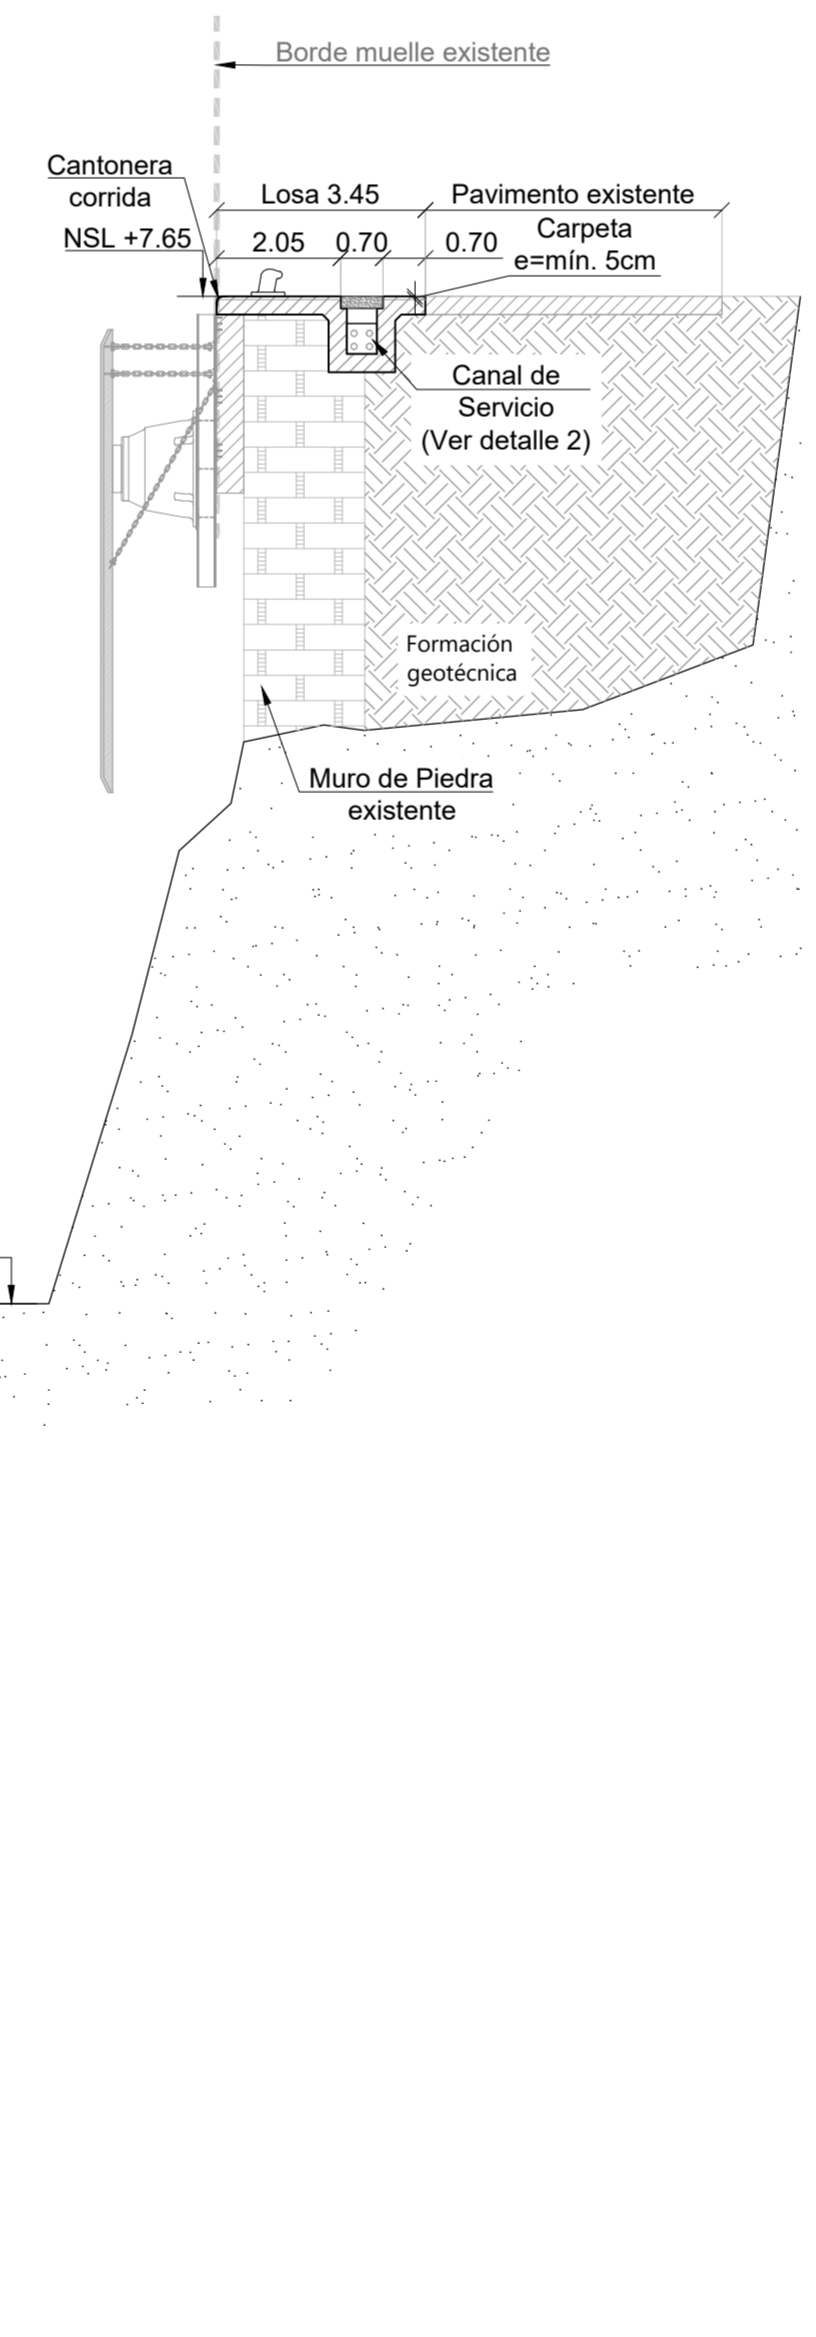 Borde muelle existente
Cantonera
corrida
Losa 3.45
Pavimento existente
NSL +7.65
2.05
0.70
0.70
Carpeta
e=mín. 5cm
Canal de
Servicio
(Ver detalle 2)
Formación
geotécnica
Muro de Piedra
existente